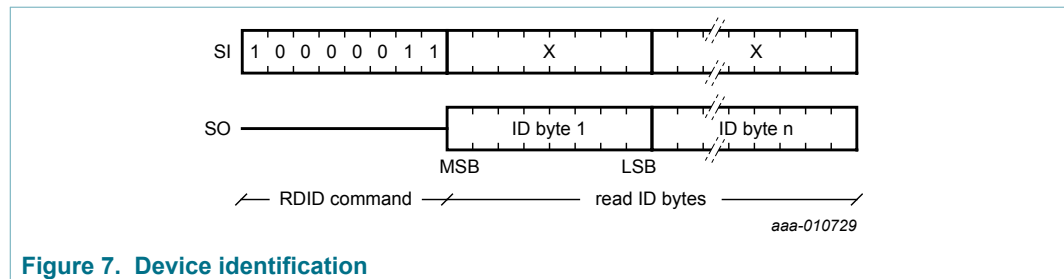 SI 1 0 0 0 0 0 1 1 X X
SO ID byte 1 ID byte n
MSB LSB
RDID command read ID bytes
aaa-010729
Figure 7. Device identification